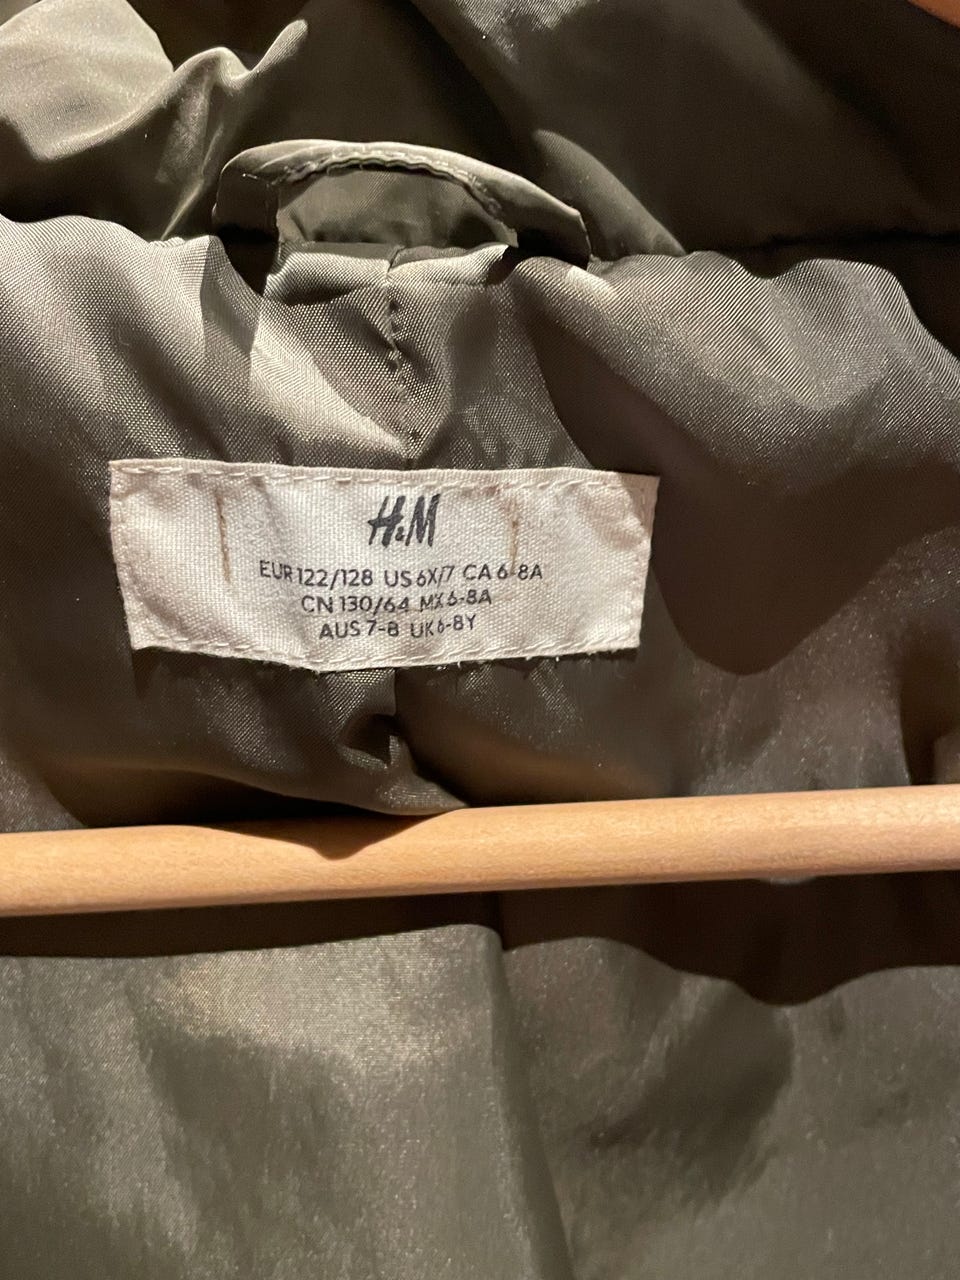 H&M
EUR 122/128 US 6X/7 CA 6-8A
CN 130/64 MX 6-8A
AUS 7-8 UK 6-8Y